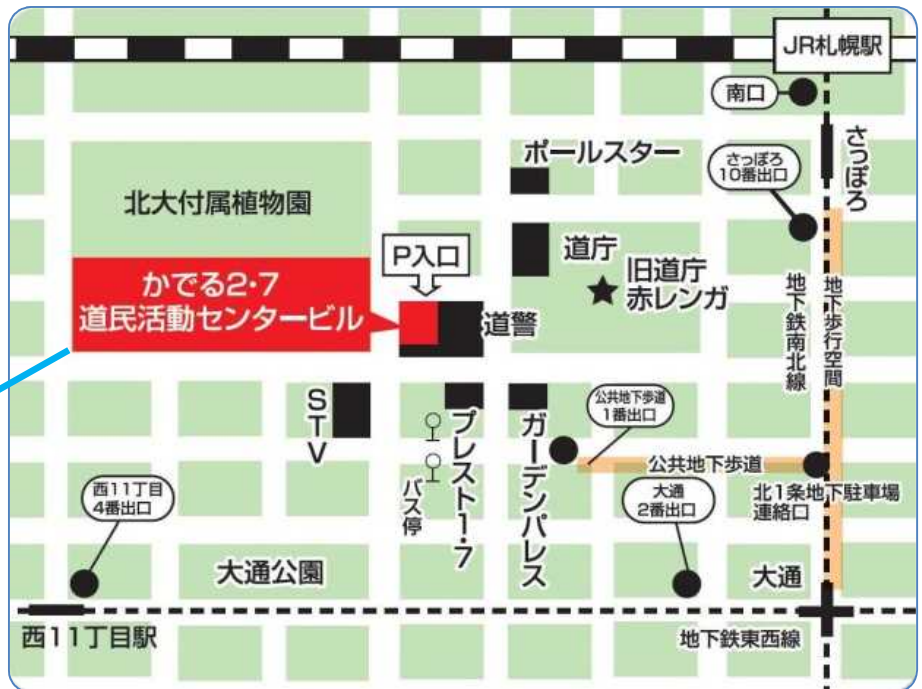 JR札幌駅
南口
さっぽろ
ポールスター
さっぽろ
10番出口
北大付属植物園
P入口
道庁
旧道庁
赤レンガ
かでる2・7
道民活動センタービル
道警
地下鉄南北線
地下歩行空間
STV
プレスト1・7
ガーデンパレス
公共地下歩道
1番出口
公共地下歩道
バス停
西11丁目
4番出口
大通
2番出口
北1条地下駐車場
連絡口
大通公園
大通
西11丁目駅
地下鉄東西線